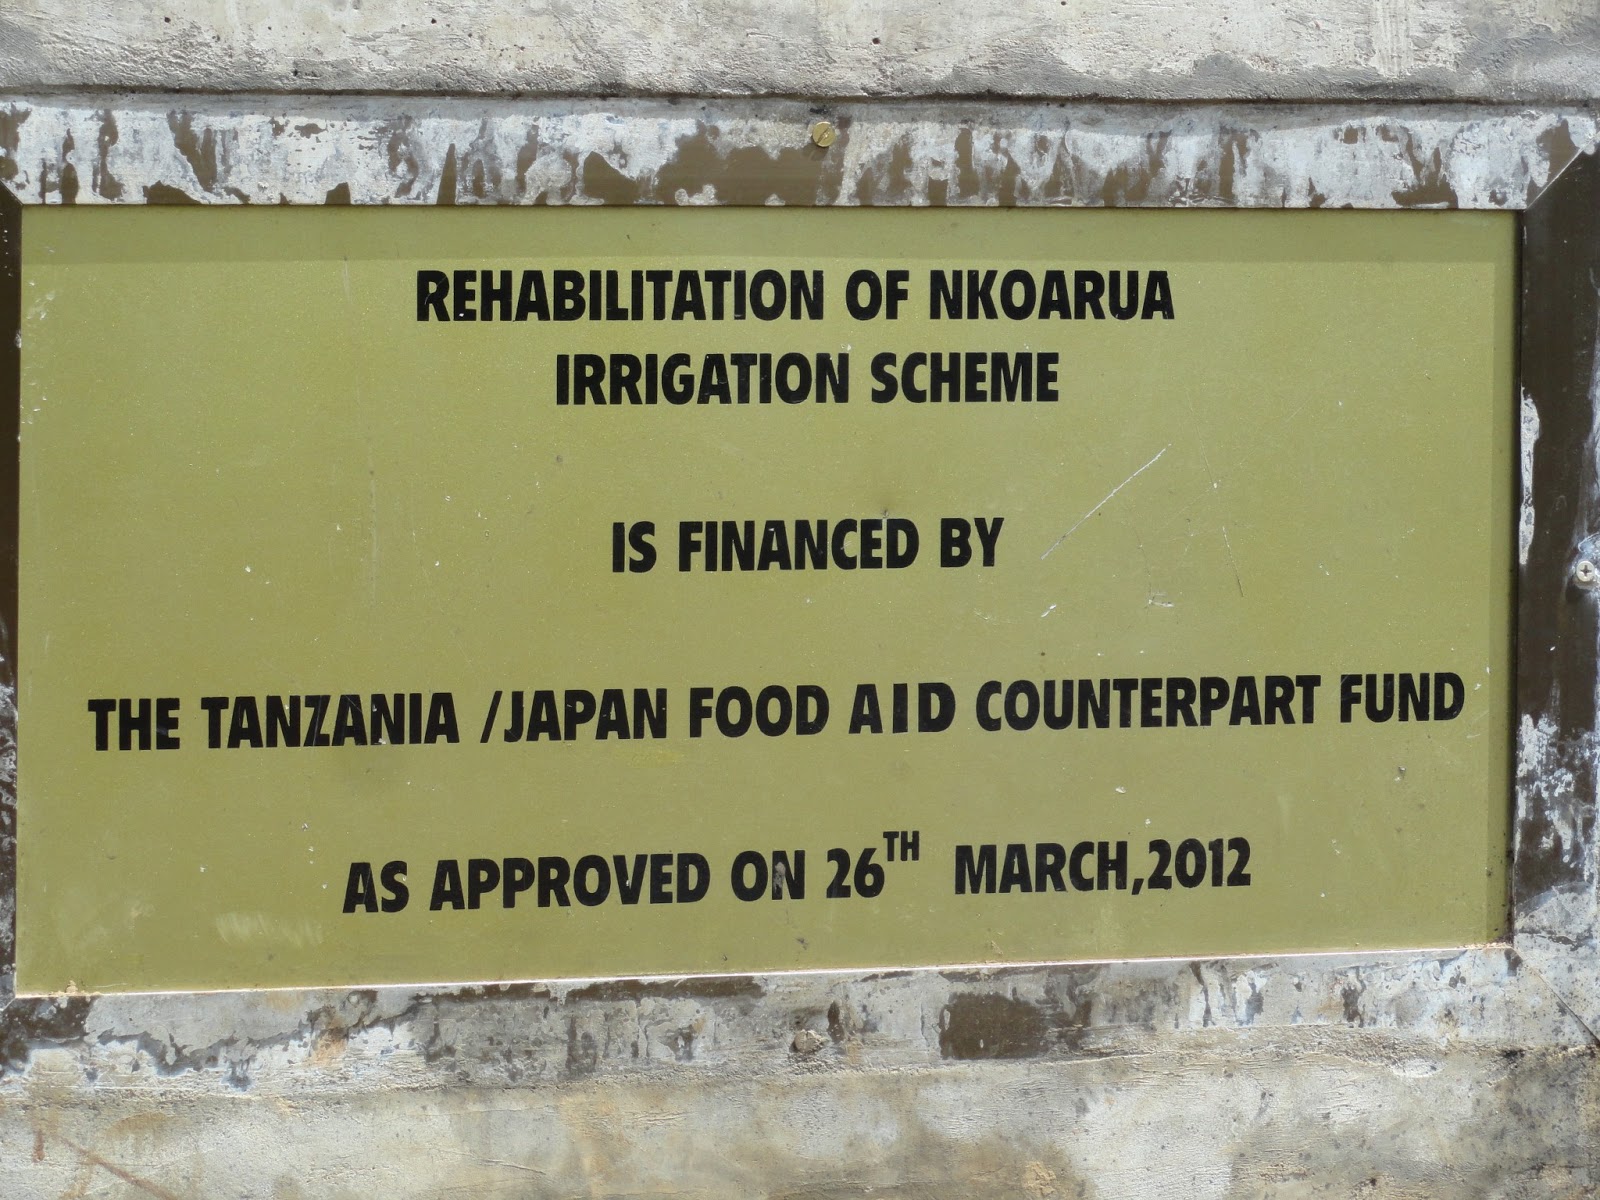 REHABILITATION OF NKOARUA
IRRIGATION SCHEME
IS FINANCED BY
THE TANZANIA /JAPAN FOOD AID COUNTERPART FUND
AS APPROVED ON 26TH MARCH,2012